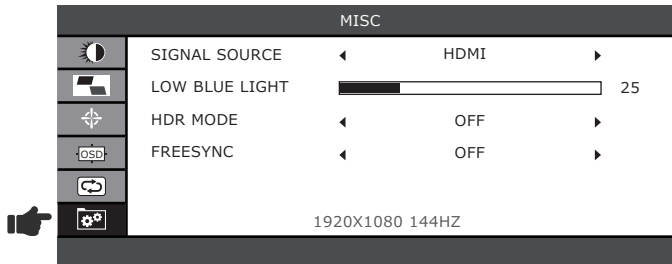 MISC
SIGNAL SOURCE HDMI
LOW BLUE LIGHT 25
HDR MODE OFF
OSD FREESYNC OFF
1920X1080 144HZ